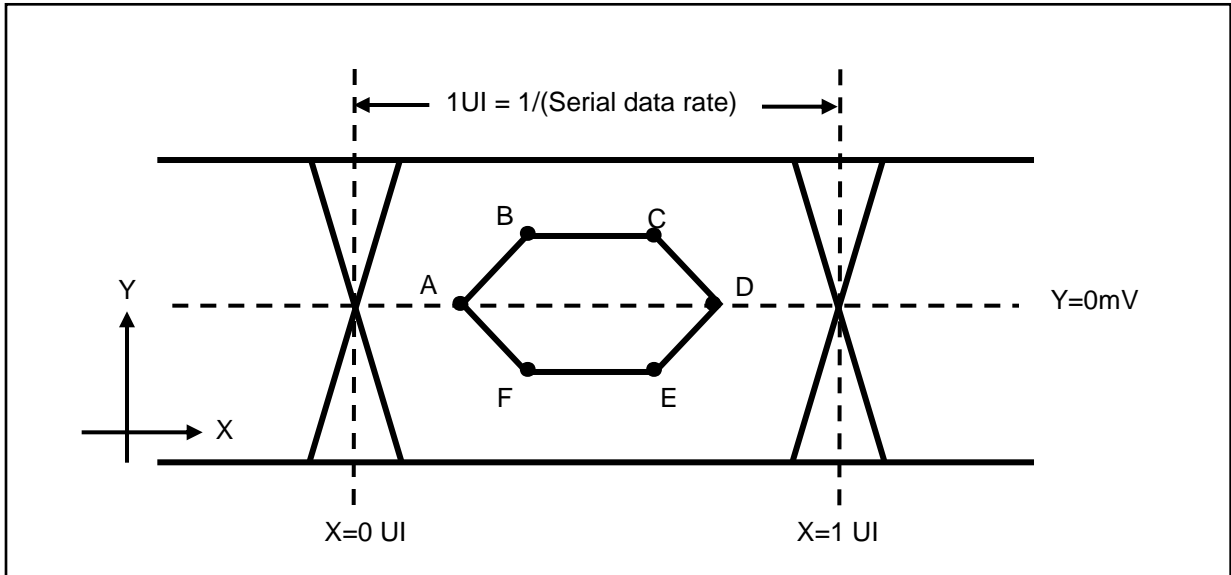 1UI = 1/(Serial data rate)
B
C
A
D
Y
Y=0mV
F
E
X
X=0 UI
X=1 UI